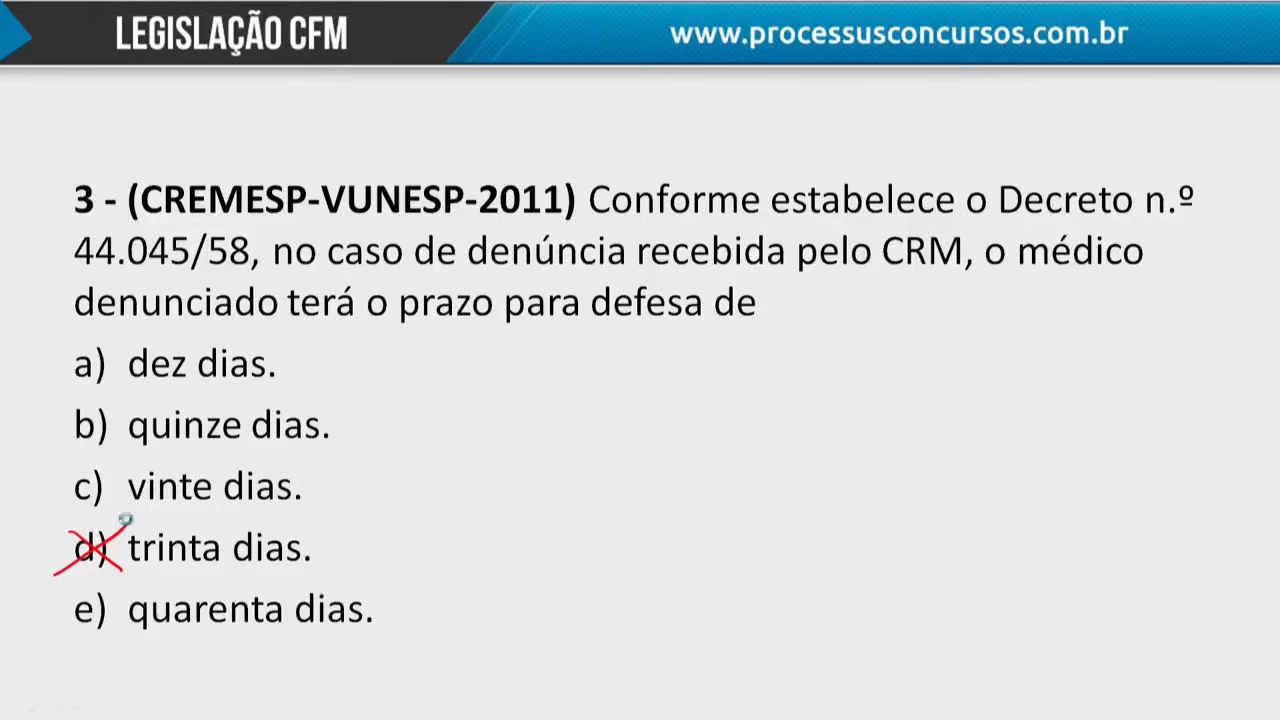 LEGISLAÇÃO CFM
www.processusconcursos.com.br
3 - (CREMESP-VUNESP-2011) Conforme estabelece o Decreto n.º
44.045/58, no caso de denúncia recebida pelo CRM, o médico
denunciado terá o prazo para defesa de
a) dez dias.
b) quinze dias.
c) vinte dias.
d) trinta dias.
e) quarenta dias.